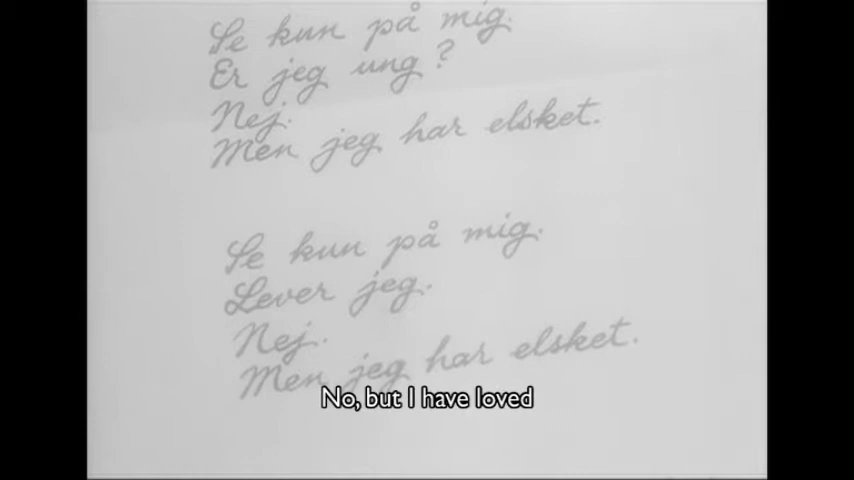 Se kun på mig.
Er jeg ung?
Nej.
Men jeg har elsket.
Se kun på mig.
Lever jeg.
Nej.
Men jeg har elsket.
No, but I have loved